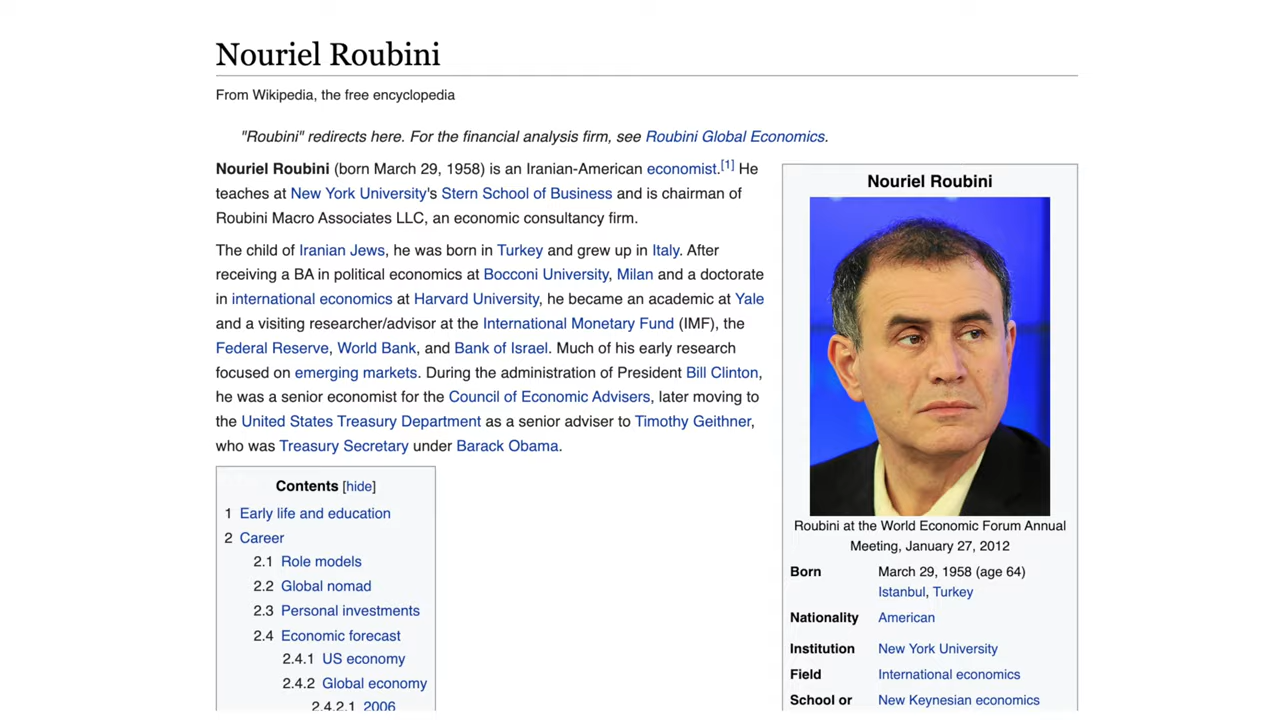 Nouriel Roubini
From Wikipedia, the free encyclopedia
"Roubini" redirects here. For the financial analysis firm, see Roubini Global Economics.
Nouriel Roubini (born March 29, 1958) is an Iranian-American economist.[1] He
teaches at New York University's Stern School of Business and is chairman of
Roubini Macro Associates LLC, an economic consultancy firm.
The child of Iranian Jews, he was born in Turkey and grew up in Italy. After
receiving a BA in political economics at Bocconi University, Milan and a doctorate
in international economics at Harvard University, he became an academic at Yale
and a visiting researcher/advisor at the International Monetary Fund (IMF), the
Federal Reserve, World Bank, and Bank of Israel. Much of his early research
focused on emerging markets. During the administration of President Bill Clinton,
he was a senior economist for the Council of Economic Advisers, later moving to
the United States Treasury Department as a senior adviser to Timothy Geithner,
who was Treasury Secretary under Barack Obama.
Contents [hide]
1 Early life and education
2 Career
2.1 Role models
2.2 Global nomad
2.3 Personal investments
2.4 Economic forecast
2.4.1 US economy
2.4.2 Global economy
2.4.2.1 2006
Nouriel Roubini
Roubini at the World Economic Forum Annual
Meeting, January 27, 2012
Born March 29, 1958 (age 64)
Istanbul, Turkey
Nationality American
Institution New York University
Field International economics
School or New Keynesian economics